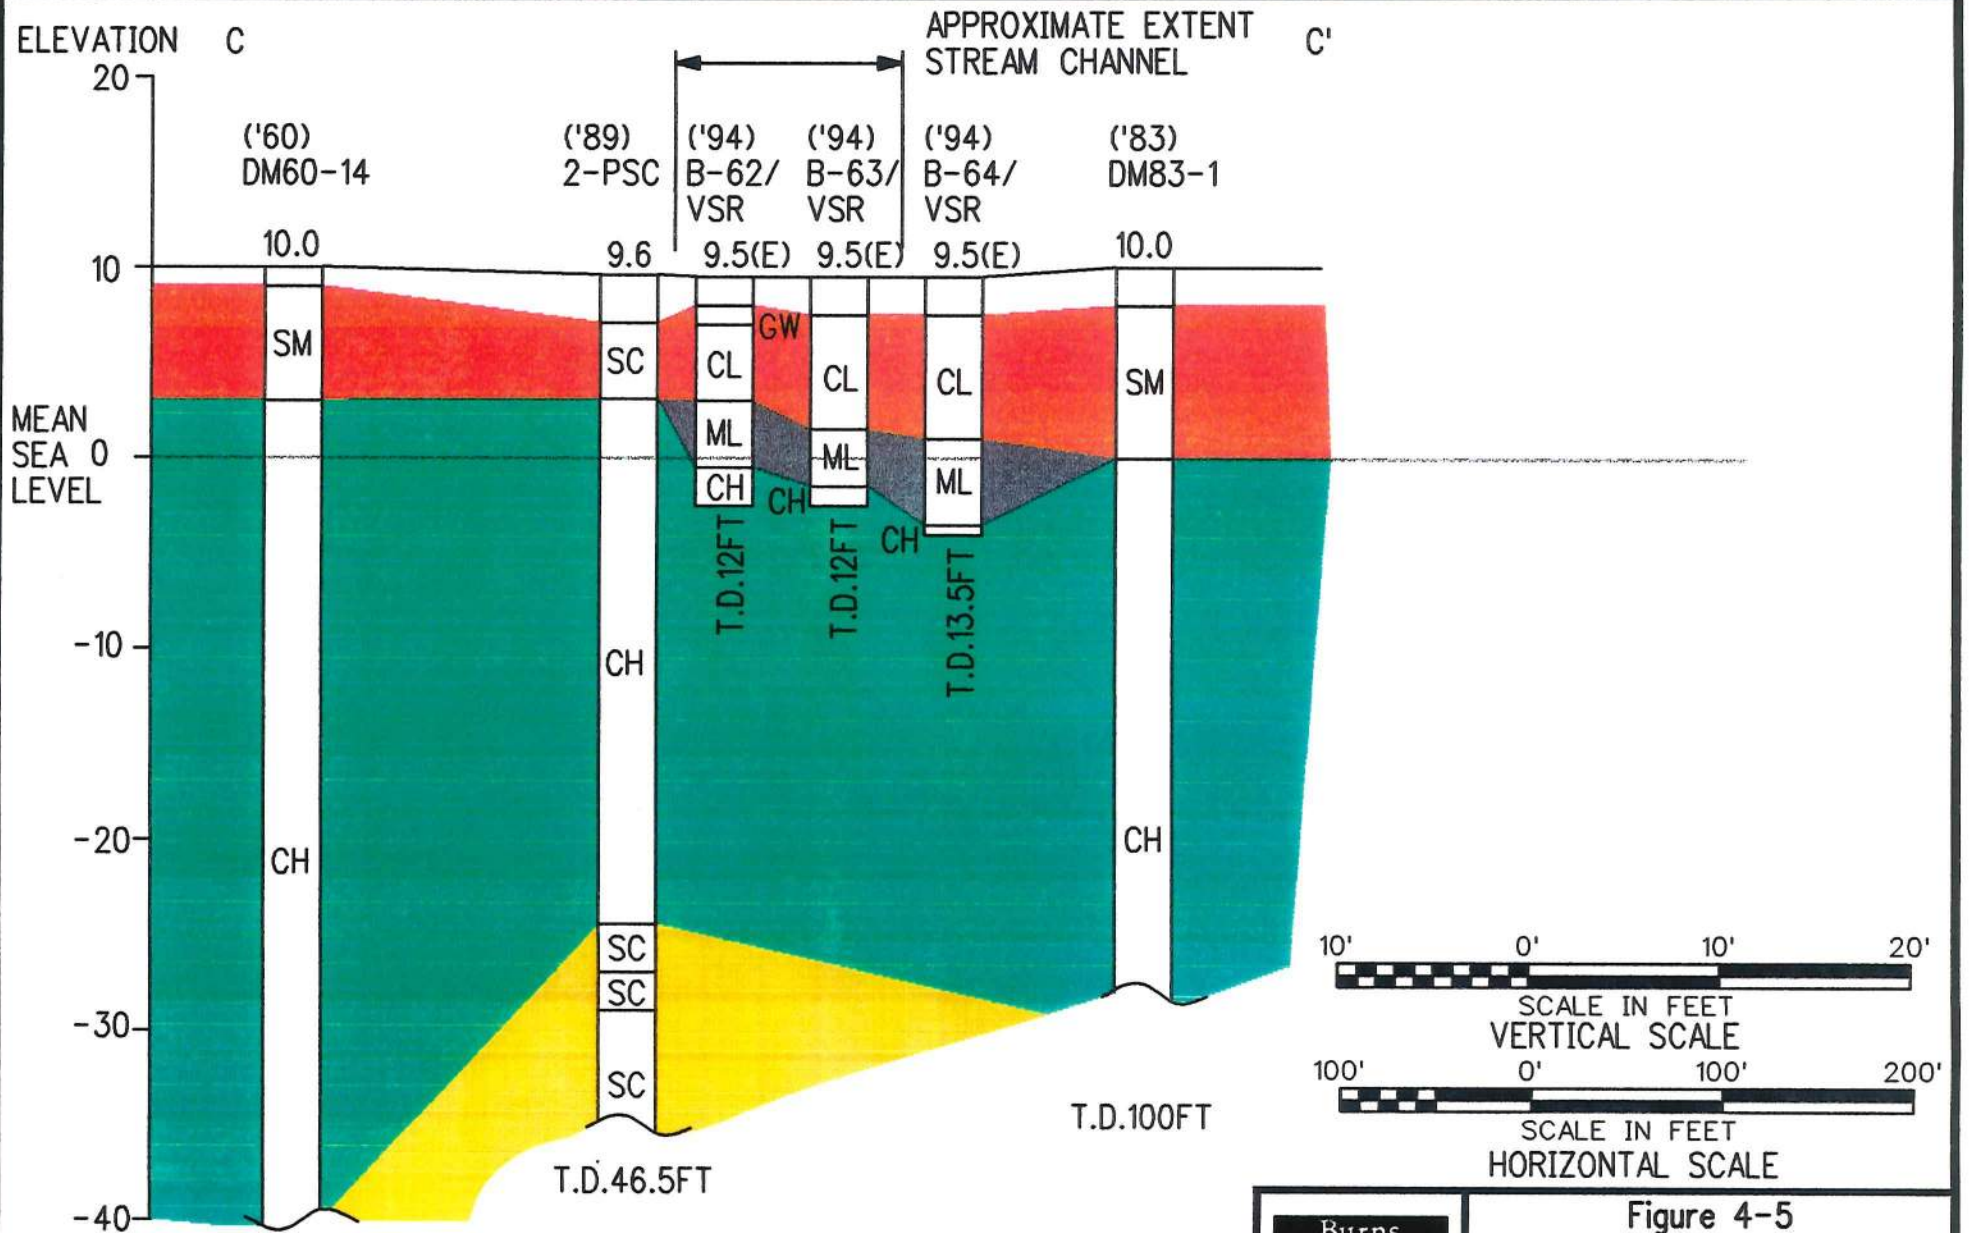 ELEVATION C
APPROXIMATE EXTENT
STREAM CHANNEL
C'
20
('60)
DM60-14
('89)
2-PSC
('94)
B-62/
VSR
('94)
B-63/
VSR
('94)
B-64/
VSR
('83)
DM83-1
10.0
9.6
9.5(E)
9.5(E)
9.5(E)
10.0
10
SM
SC
GW
CL
CL
CL
SM
MEAN
SEA 0
LEVEL
ML
ML
ML
CH
CH
CH
T.D.12FT
T.D.12FT
T.D.13.5FT
-10
CH
-20
CH
CH
SC
SC
SC
-30
-40
T.D.46.5FT
T.D.100FT
10' 0' 10' 20'
SCALE IN FEET
VERTICAL SCALE
100' 0' 100' 200'
SCALE IN FEET
HORIZONTAL SCALE
Figure 4-5
Burns